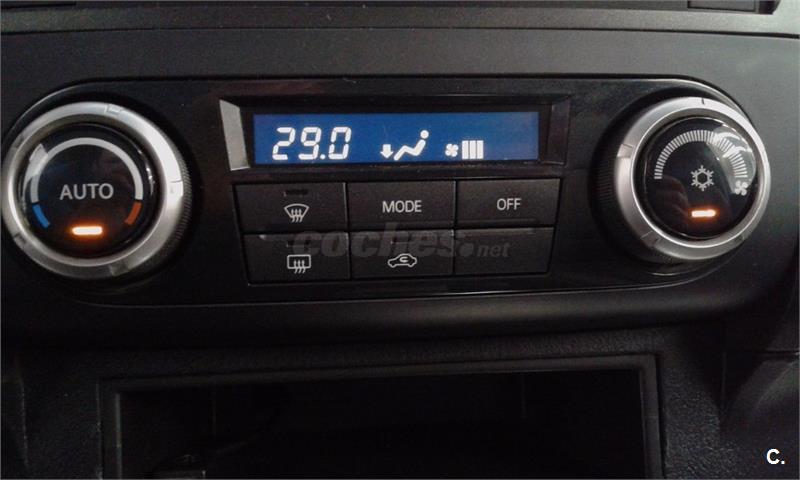 29.0
AUTO
MODE
OFF
coches.net
C.